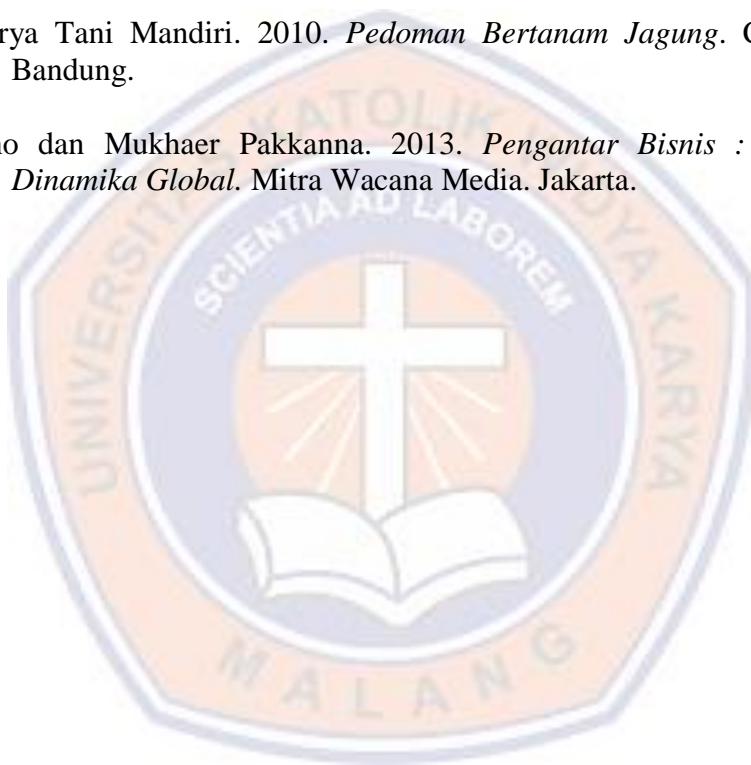 rya Tani Mandiri. 2010. Pedoman Bertanam Jagung.
Bandung.
o dan Mukhaer Pakkanna. 2013. Pengantar Bisnis :
Dinamika Global. Mitra Wacana Media. Jakarta.
UNIVERSITAS KATOLIK WIDYA KARYA
SCIENTIA AD LABOREM
MALANG